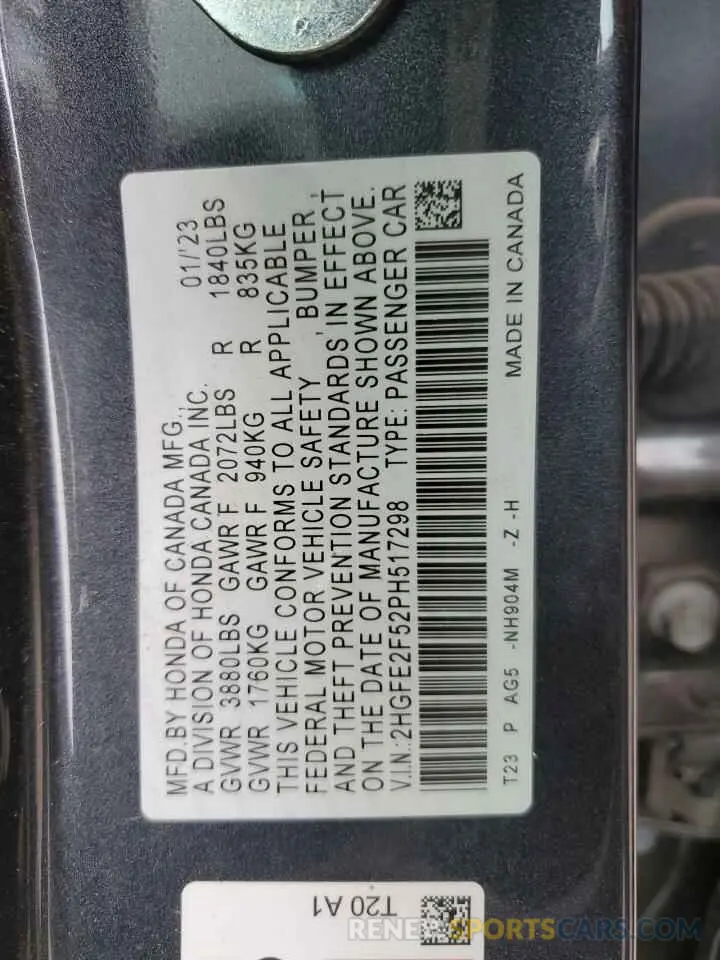 MFD.BY HONDA OF CANADA MFG.,
A DIVISION OF HONDA CANADA INC. 01/'23
GVWR 3880LBS GAWR F 2072LBS R 1840LBS
GVWR 1760KG GAWR F 940KG R 835KG
THIS VEHICLE CONFORMS TO ALL APPLICABLE
FEDERAL MOTOR VEHICLE SAFETY , BUMPER ,
AND THEFT PREVENTION STANDARDS IN EFFECT
ON THE DATE OF MANUFACTURE SHOWN ABOVE.
V.I.N.:2HGFE2F52PH517298 TYPE: PASSENGER CAR
T23 P AG5 -NH904M -Z -H MADE IN CANADA
T20 A1
RENEWSPORTSCARS.COM